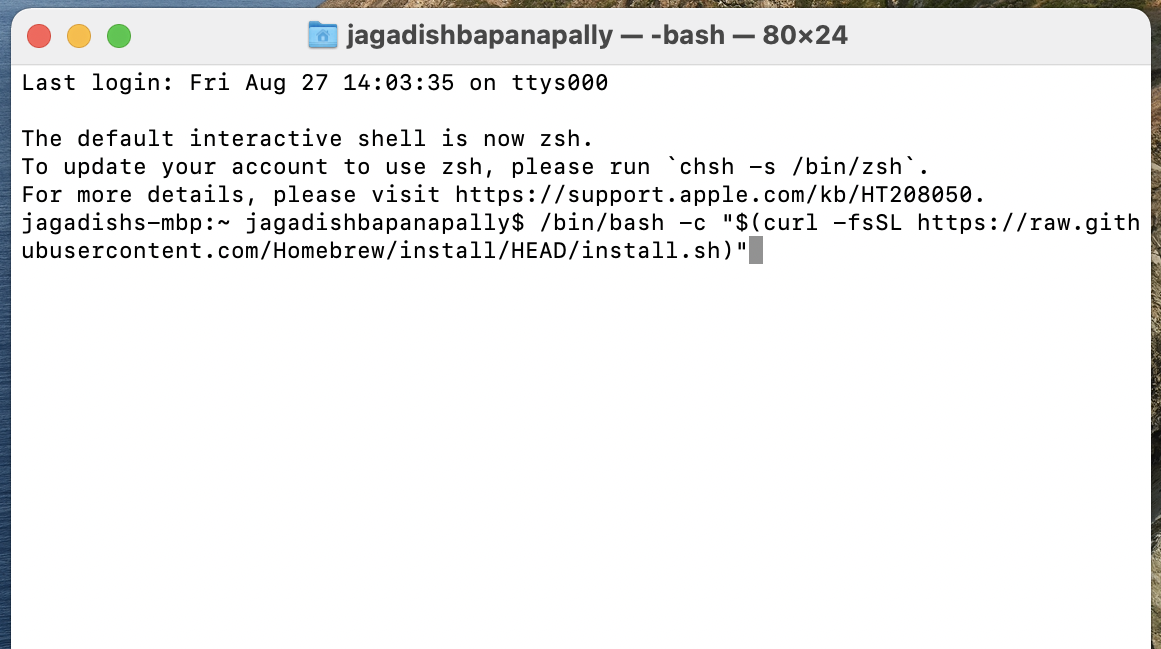 jagadishbapanapally — -bash — 80×24
Last login: Fri Aug 27 14:03:35 on ttys000
The default interactive shell is now zsh.
To update your account to use zsh, please run `chsh -s /bin/zsh`.
For more details, please visit https://support.apple.com/kb/HT208050.
jagadishs-mbp:~ jagadishbapanapally$ /bin/bash -c "$(curl -fsSL https://raw.gith
ubusercontent.com/Homebrew/install/HEAD/install.sh)"